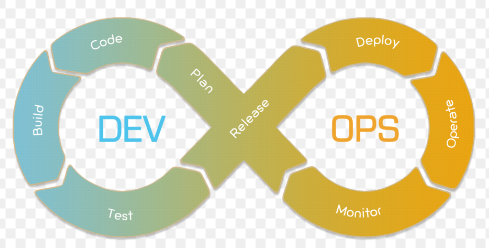 Code
Plan
Build
DEV
Test
Release
Deploy
Operate
OPS
Monitor